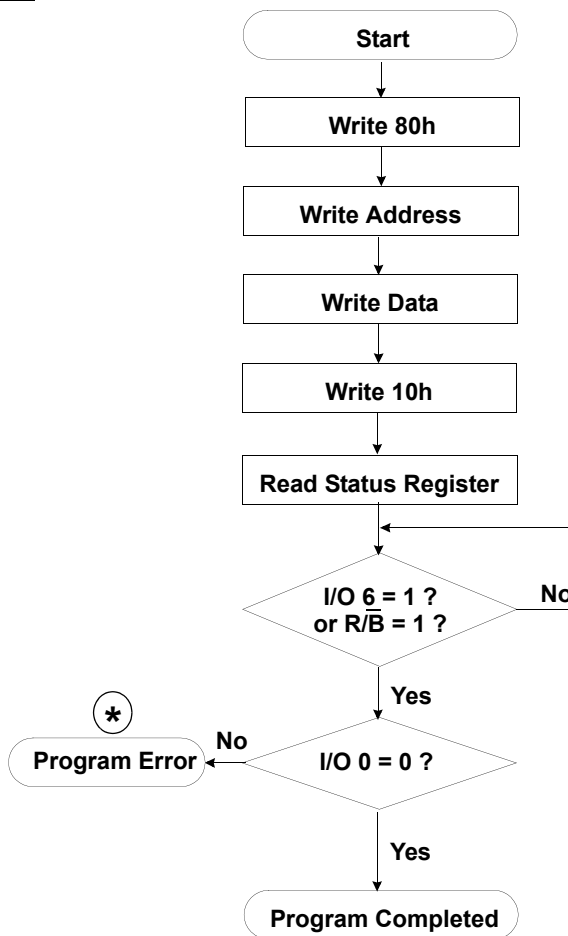 Start
Write 80h
Write Address
Write Data
Write 10h
Read Status Register
I/O 6 = 1 ?
or R/B̅ = 1 ?
No
Yes
*
Program Error
No
I/O 0 = 0 ?
Yes
Program Completed